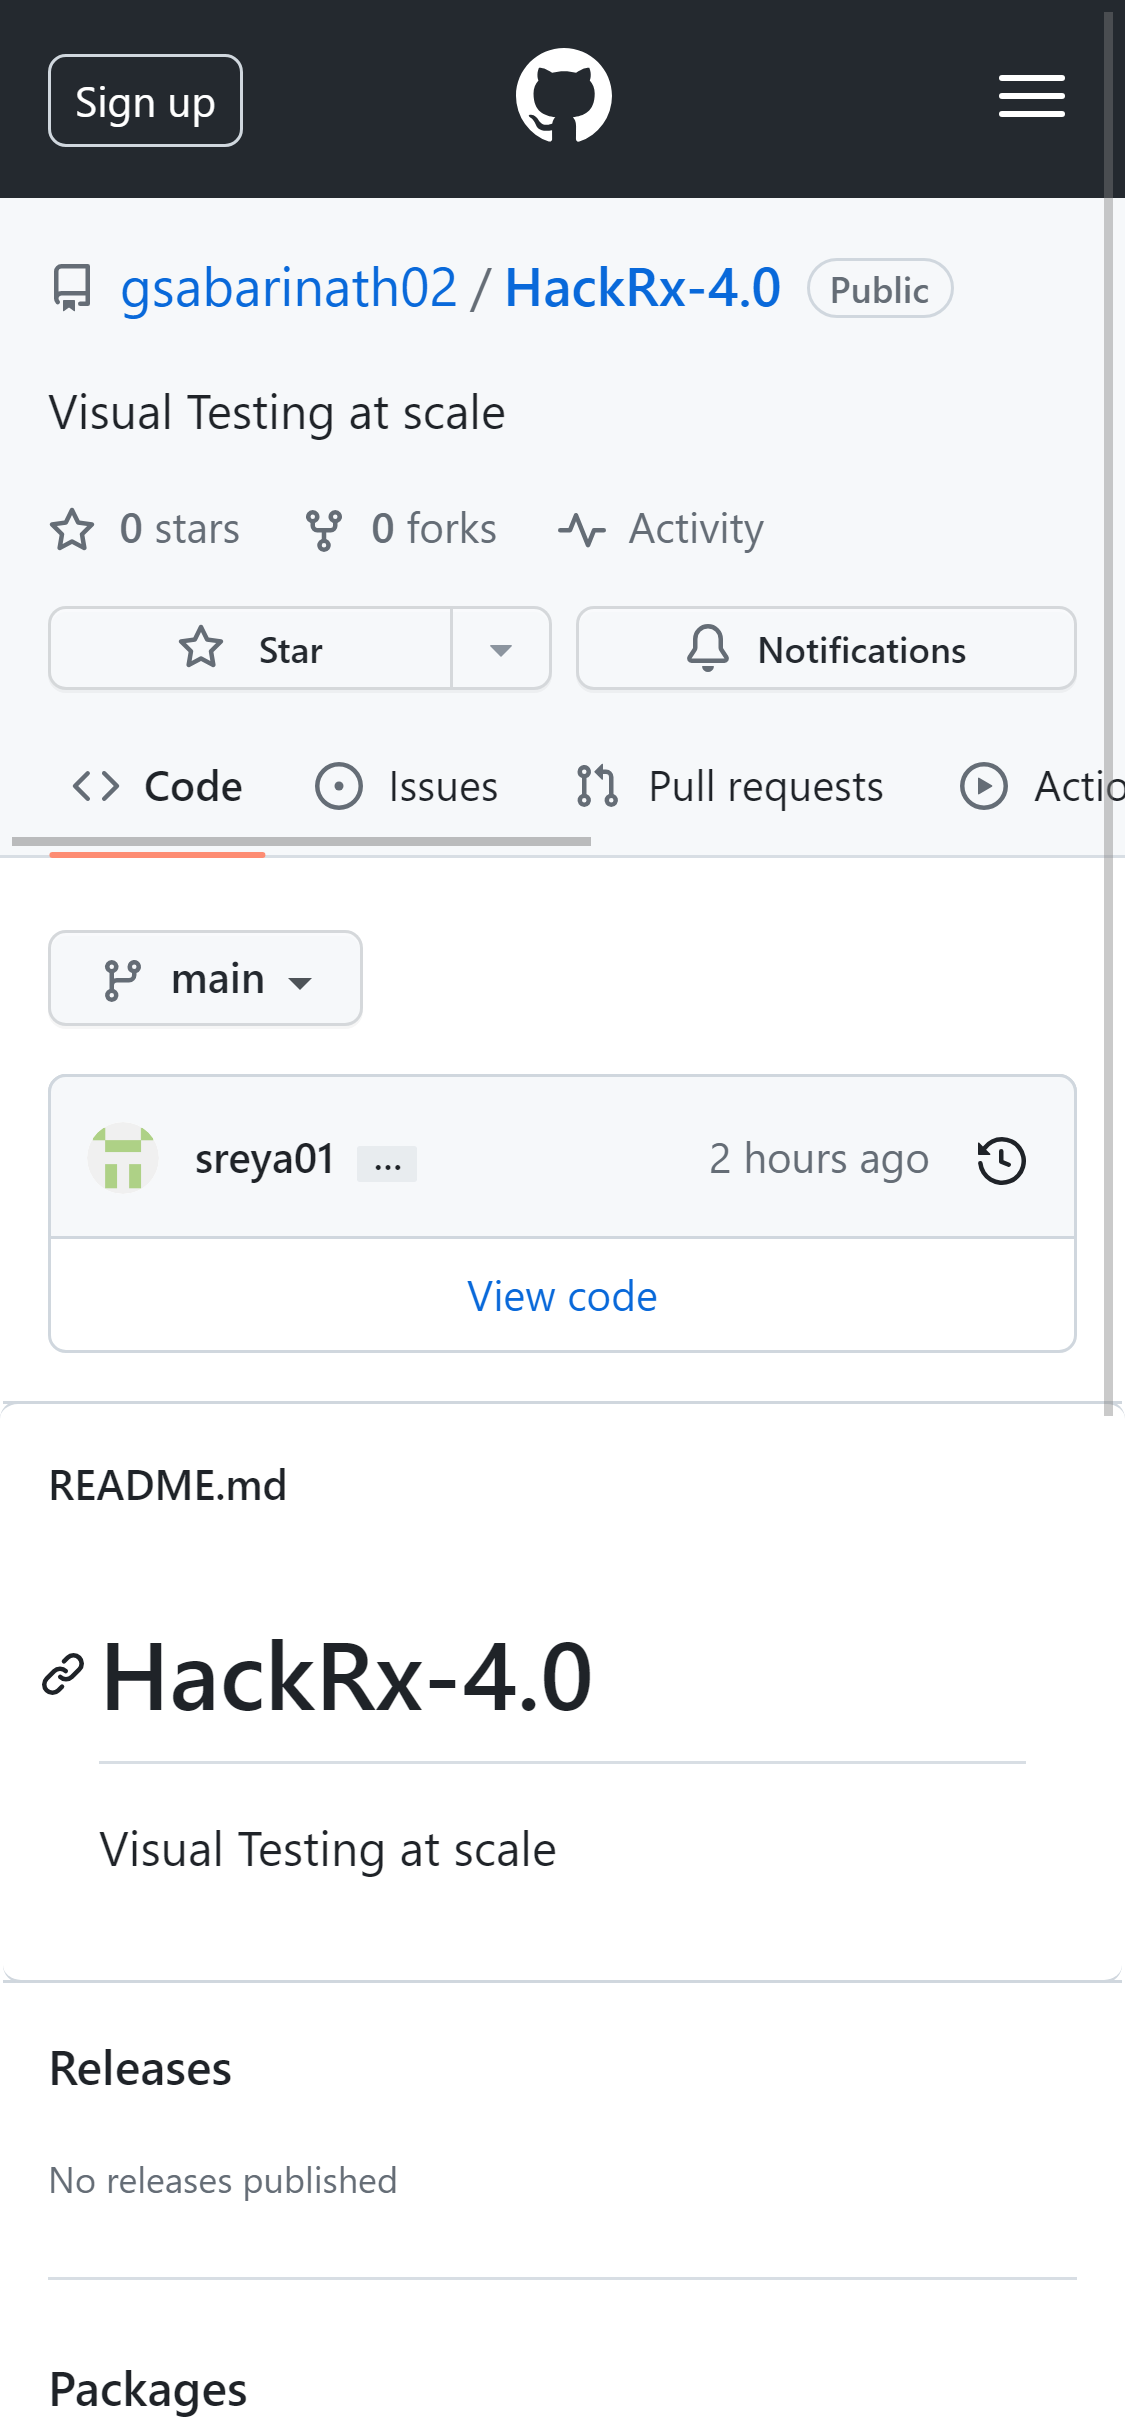 Sign up
gsabarinath02 / HackRx-4.0 Public
Visual Testing at scale
0 stars 0 forks Activity
Star Notifications
Code Issues Pull requests Actio
main
sreya01 ... 2 hours ago
View code
README.md
HackRx-4.0
Visual Testing at scale
Releases
No releases published
Packages